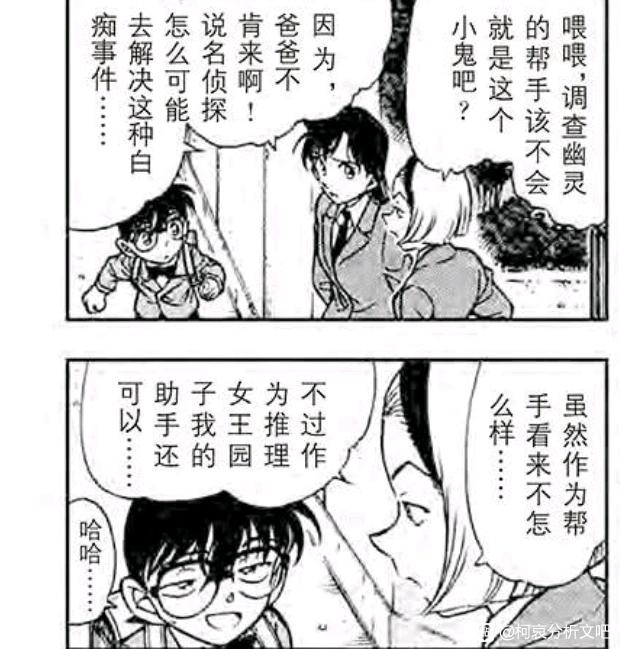 喂喂，调查幽灵
的帮手该不会
就是这个
小鬼吧？
因为，
爸爸不
肯来啊！
说名侦探
怎么可能
去解决这种白
痴事件……
虽然作为帮
手看来不怎
么样……
不过作
为推理
女王园
子我的
助手还
可以……
哈哈……
@柯哀分析文吧